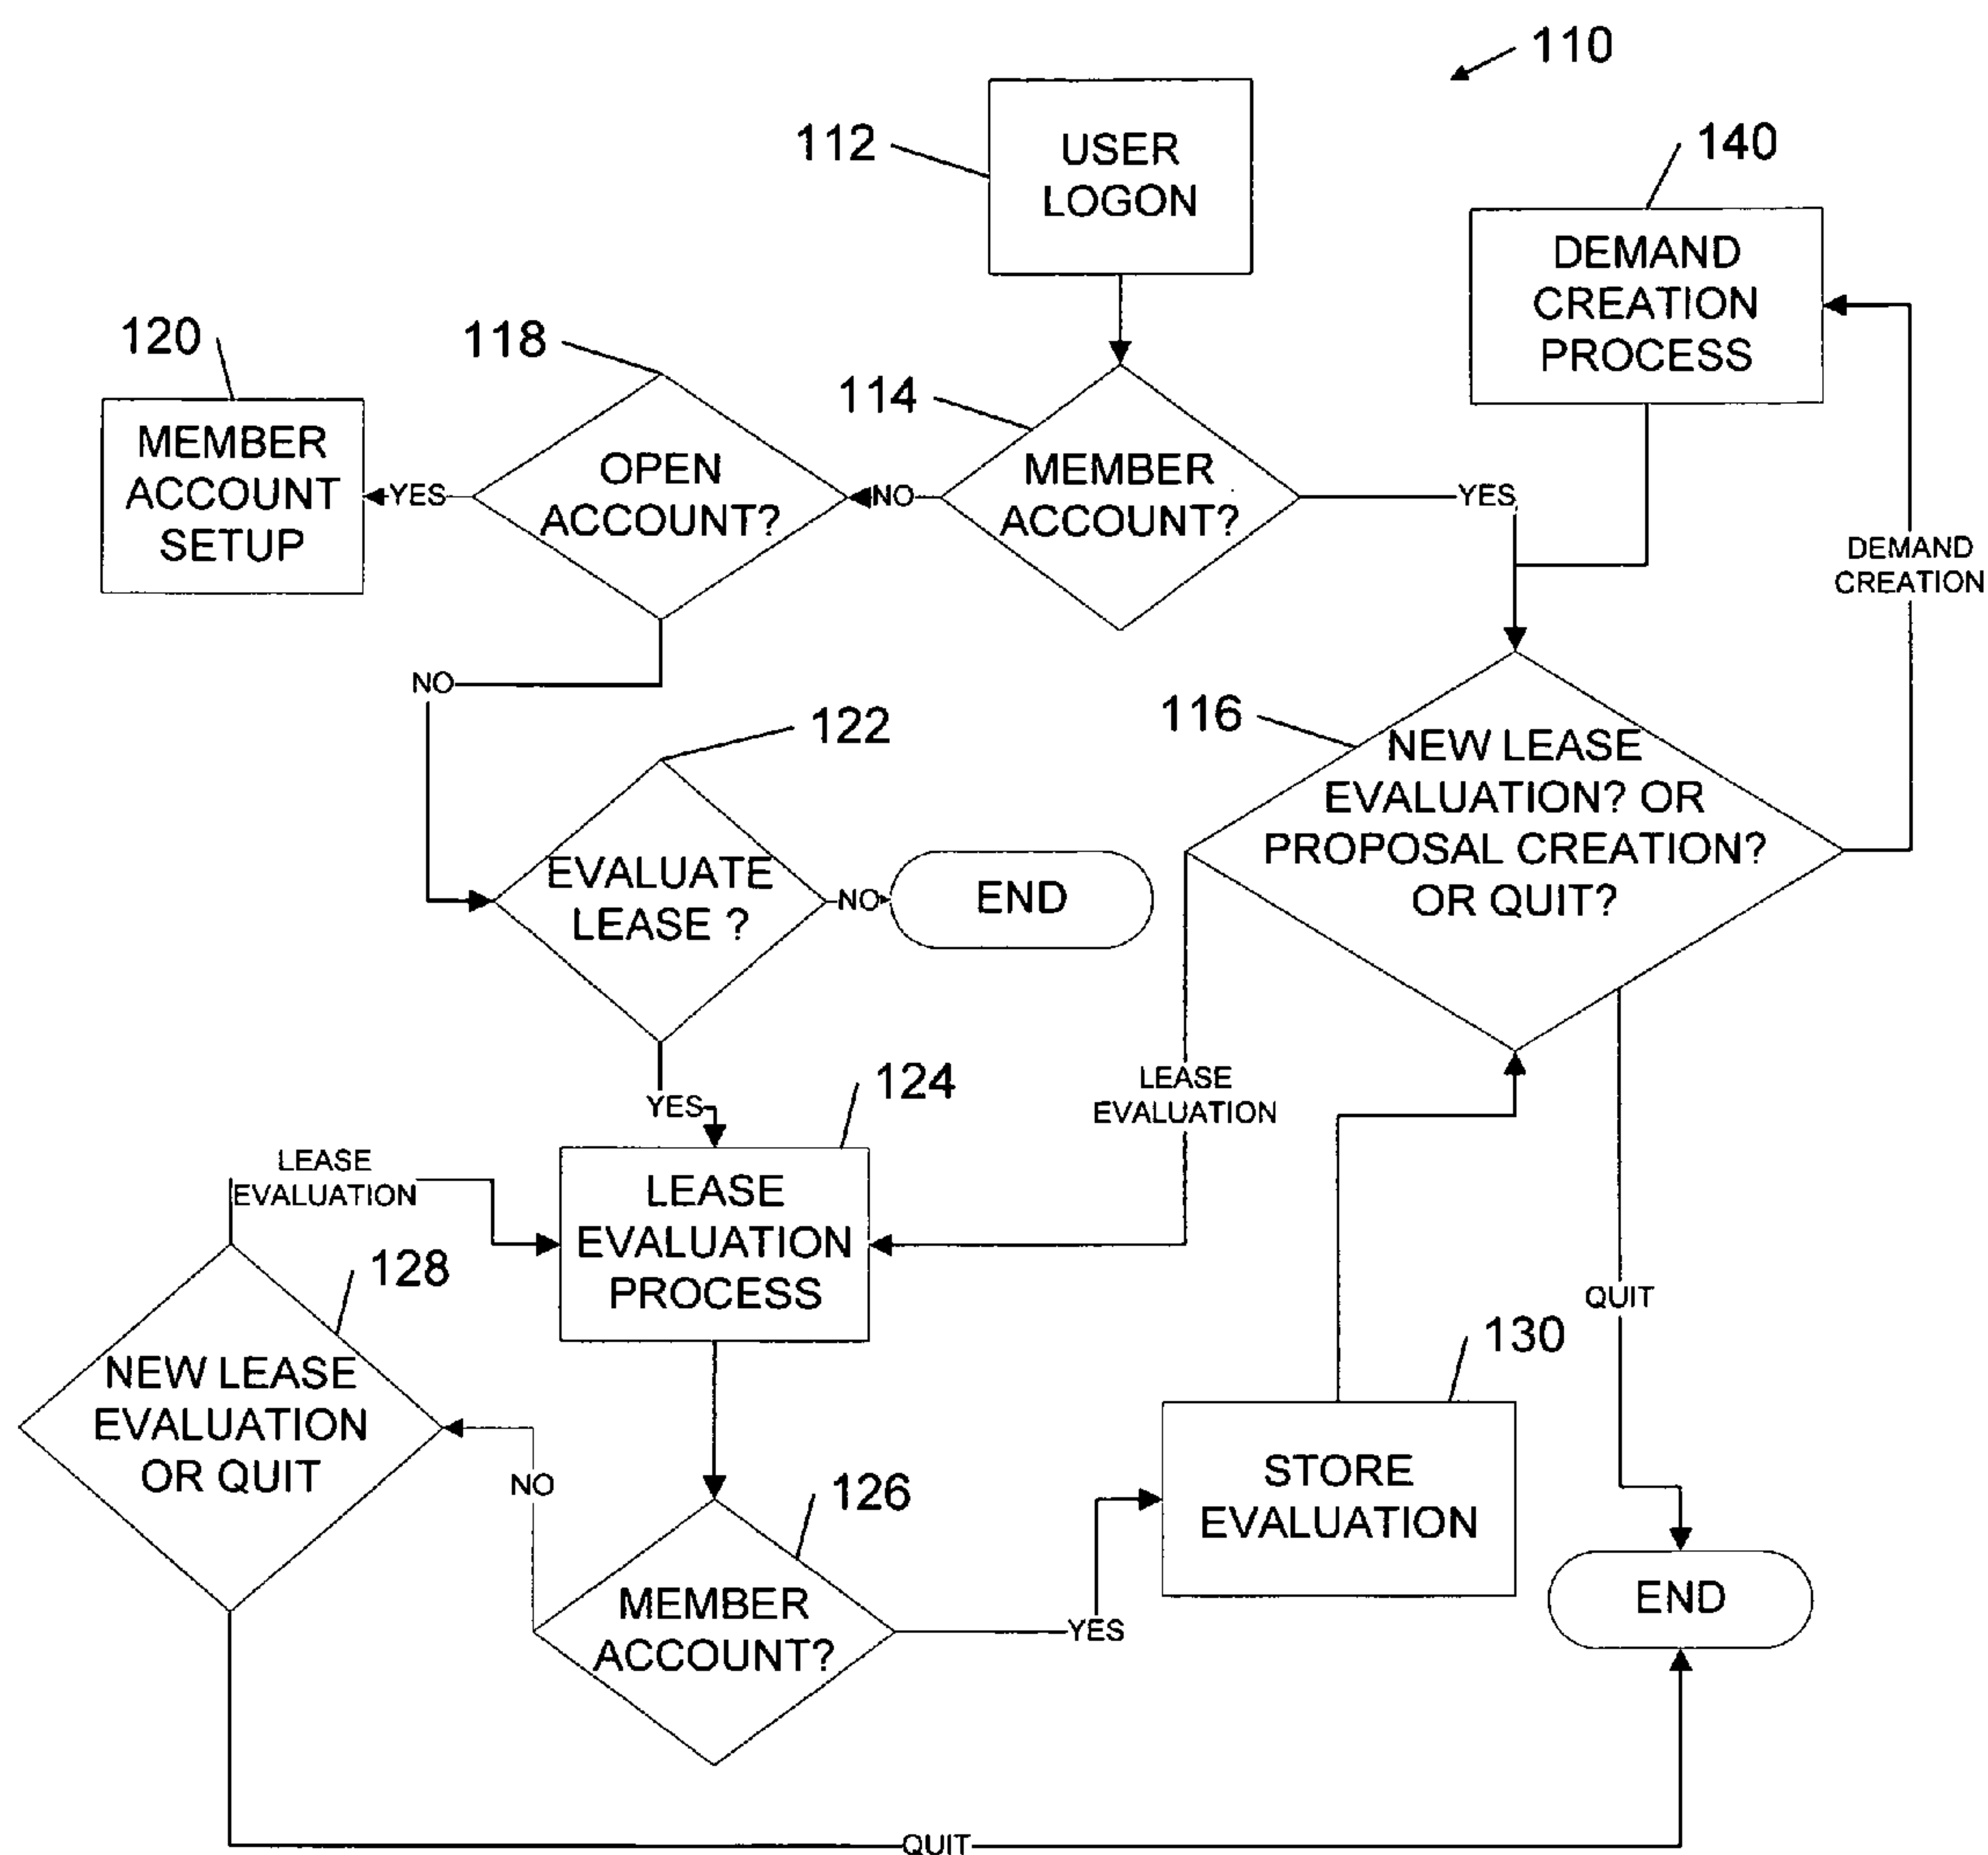 110
112
USER
LOGON
140
DEMAND
CREATION
PROCESS
120
MEMBER
ACCOUNT
SETUP
118
OPEN
ACCOUNT?
114
MEMBER
ACCOUNT?
YES
NO
YES
DEMAND
CREATION
NO
122
EVALUATE
LEASE ?
NO
END
116
NEW LEASE
EVALUATION? OR
PROPOSAL CREATION?
OR QUIT?
YES
124
LEASE
EVALUATION
LEASE
EVALUATION
LEASE
EVALUATION
PROCESS
128
NEW LEASE
EVALUATION
OR QUIT
QUIT
130
STORE
EVALUATION
NO
126
MEMBER
ACCOUNT?
YES
END
QUIT